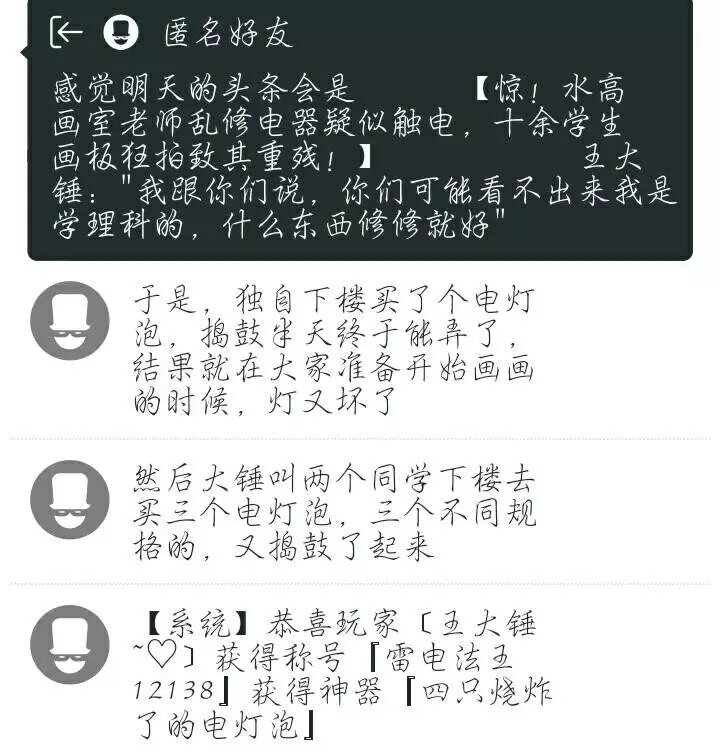 匿名好友
感觉明天的头条会是 【惊！水高
画室老师乱修电器疑似触电，十余学生
画板狂拍致其重残！】 王大
锤："我跟你们说，你们可能看不出来我是
学理科的，什么东西修修就好"
于是，独自下楼买了个电灯
泡，捣鼓半天终于能弄了，
结果就在大家准备开始画画
的时候，灯又坏了
然后大锤叫两个同学下楼去
买三个电灯泡，三个不同规
格的，又捣鼓了起来
【系统】恭喜玩家〔王大锤
~♡〕获得称号『雷电法王
12138』获得神器『四只烧炸
了的电灯泡』